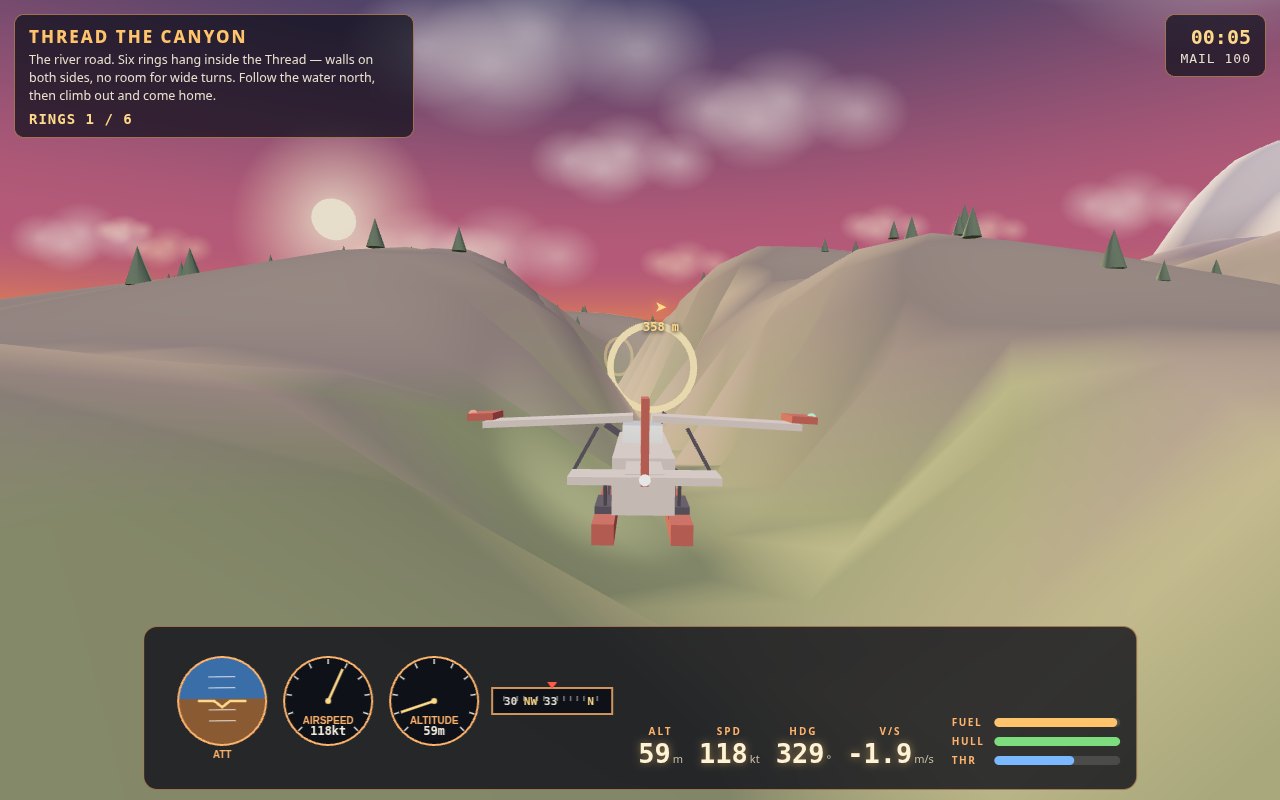 THREAD THE CANYON
The river road. Six rings hang inside the Thread — walls on
both sides, no room for wide turns. Follow the water north,
then climb out and come home.
RINGS 1 / 6
00:05
MAIL 100
358 m
ATT
AIRSPEED
118kt
ALTITUDE
59m
30 NW 33 N
ALT
59 m
SPD
118 kt
HDG
329 °
V/S
-1.9 m/s
FUEL
HULL
THR